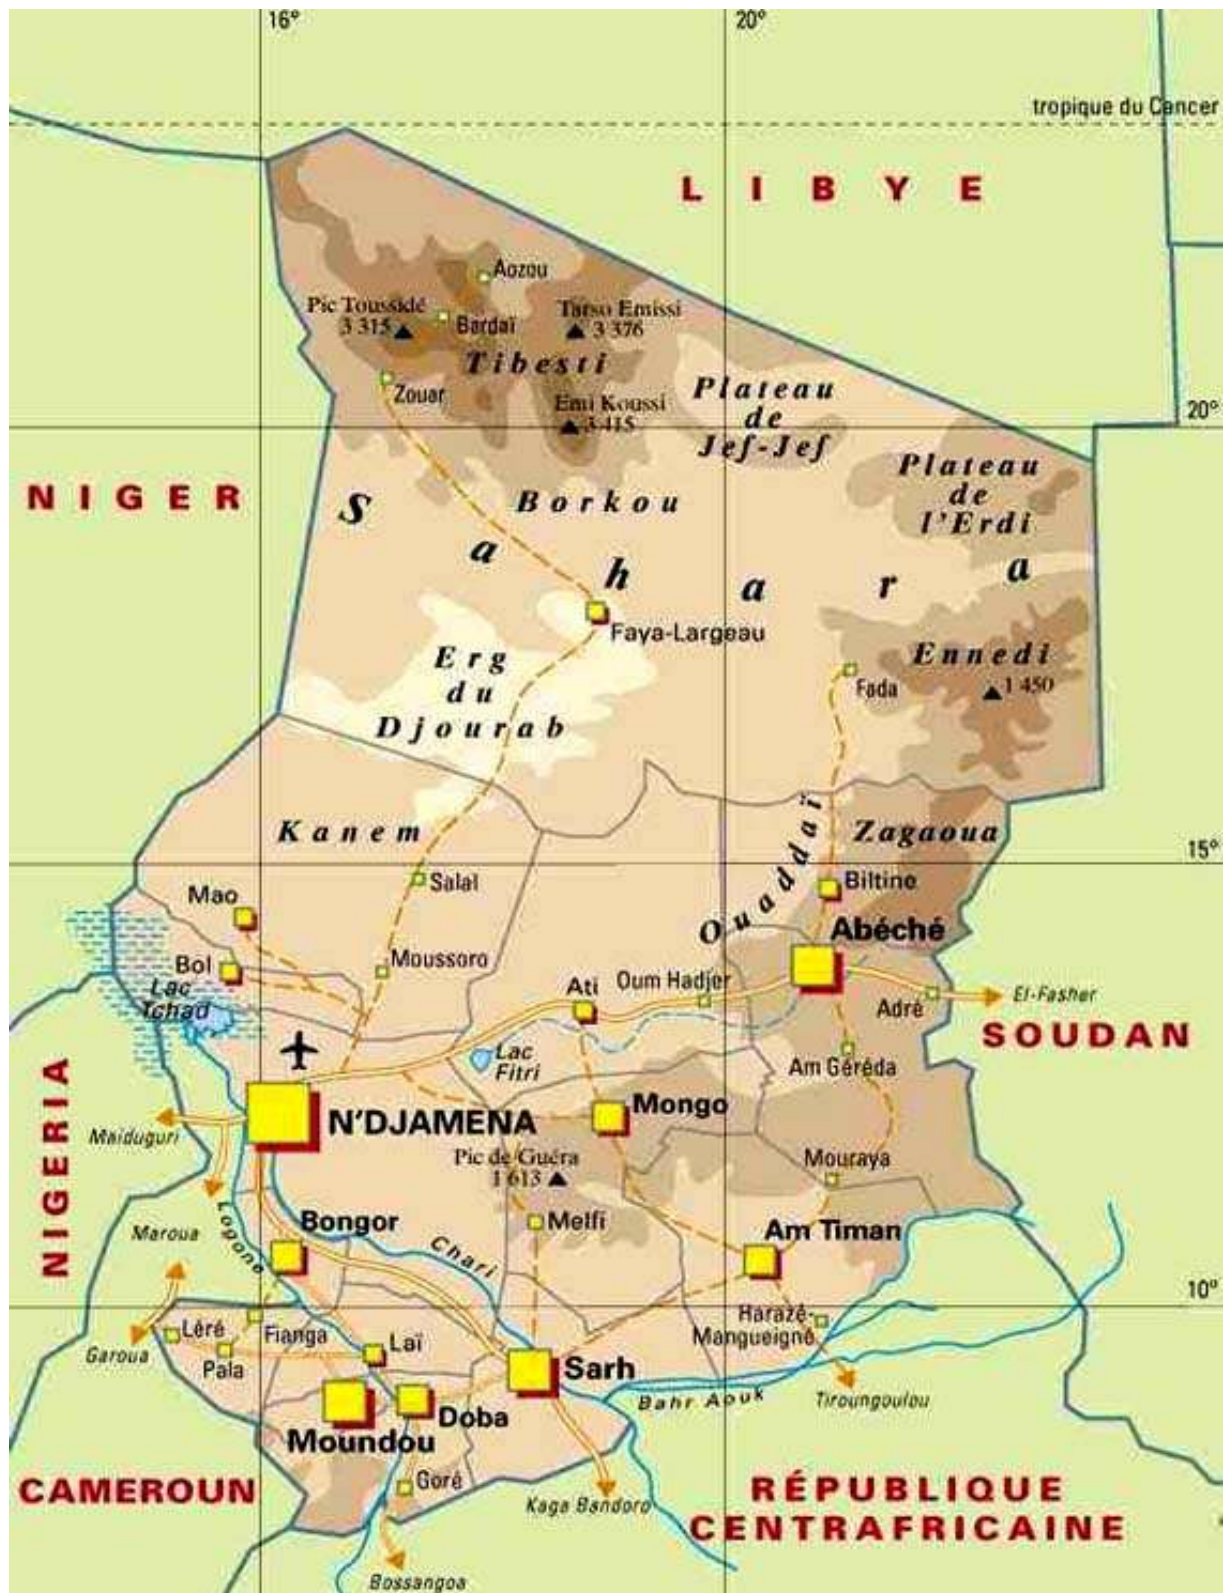 16°
20°
tropique du Cancer
LIBYE
Aozou
Pic Toussidé
3 315
Bardaï
Tarso Emissi
3 376
Tibesti
Zouar
Emi Koussi
3 415
Plateau
de
Jef-Jef
20°
Plateau
de
l'Erdi
NIGER
Borkou
Sahara
Faya-Largeau
Erg
du
Djourab
Ennedi
1 450
Fada
Kanem
Ouaddaï
Zagaoua
15°
Salal
Biltine
Mao
Abéché
Bol
Moussoro
Lac
Tchad
Ati
Oum Hadjer
Adré
El-Fasher
SOUDAN
Lac
Fitri
Am Géréda
NIGERIA
N'DJAMENA
Mongo
Maiduguri
Pic de Guéra
1 613
Mouraya
Logone
Bongor
Chari
Melfi
Am Timan
Maroua
10°
Léré
Fianga
Harazé-
Mangueigne
Garoua
Pala
Laï
Sarh
Bahr Aouk
Tiroungoulou
Doba
Moundou
Goré
CAMEROUN
Kaga Bandoro
RÉPUBLIQUE
CENTRAFRICAINE
Bossangoa